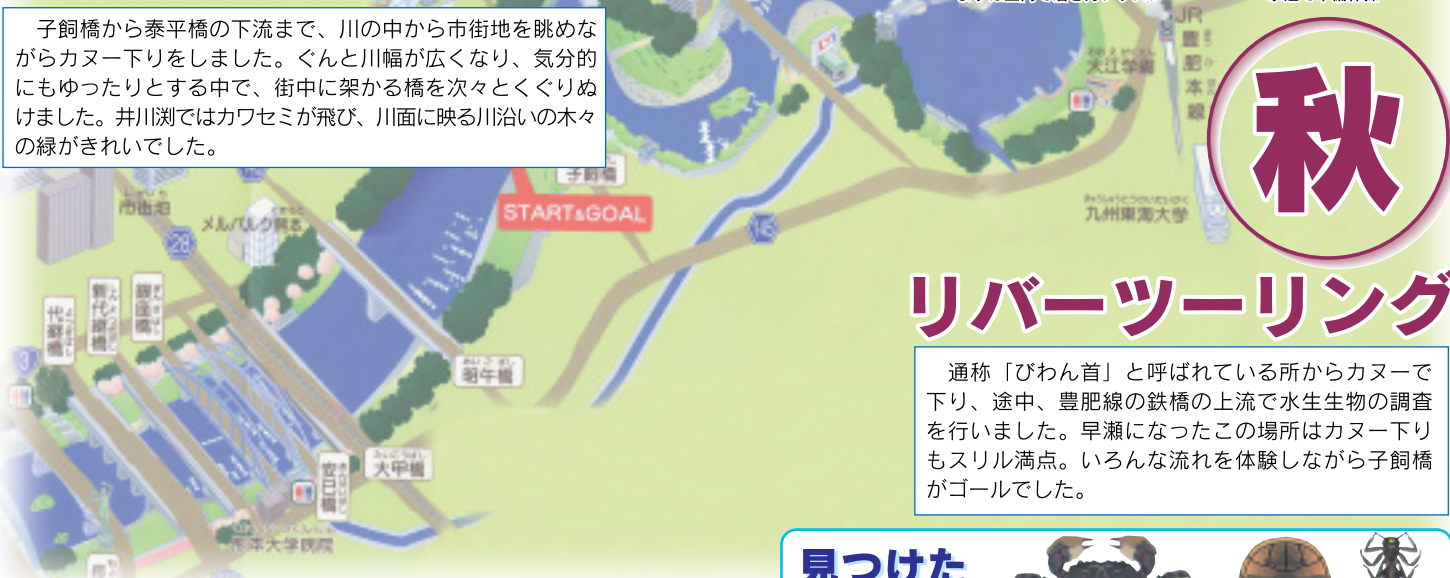 子飼橋から泰平橋の下流まで、川の中から市街地を眺めな
がらカヌー下りをしました。ぐんと川幅が広くなり、気分的
にもゆったりとする中で、街中に架かる橋を次々とくぐりぬ
けました。井川渕ではカワセミが飛び、川面に映る川沿いの木々
の緑がきれいでした。
JR
豊肥本線
大江学園
秋
九州東海大学
子飼橋
START&GOAL
市街地
メルパルク熊本
28
145
リバーツーリング
銀座橋
新代継橋
代継橋
3
明午橋
通称「びわん首」と呼ばれている所からカヌーで
下り、途中、豊肥線の鉄橋の上流で水生生物の調査
を行いました。早瀬になったこの場所はカヌー下り
もスリル満点。いろんな流れを体験しながら子飼橋
がゴールでした。
大甲橋
安巳橋
熊本大学病院
見つけた